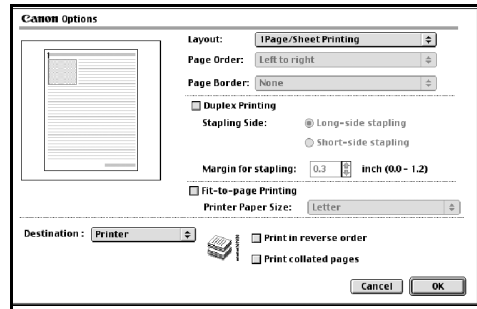 Canon Options
Layout: 1Page/Sheet Printing
Page Order: Left to right
Page Border: None
Duplex Printing
Stapling Side: Long-side stapling
Short-side stapling
Margin for stapling: 0.3 inch (0.0 - 1.2)
Fit-to-page Printing
Printer Paper Size: Letter
Destination : Printer
Print in reverse order
Print collated pages
Cancel OK